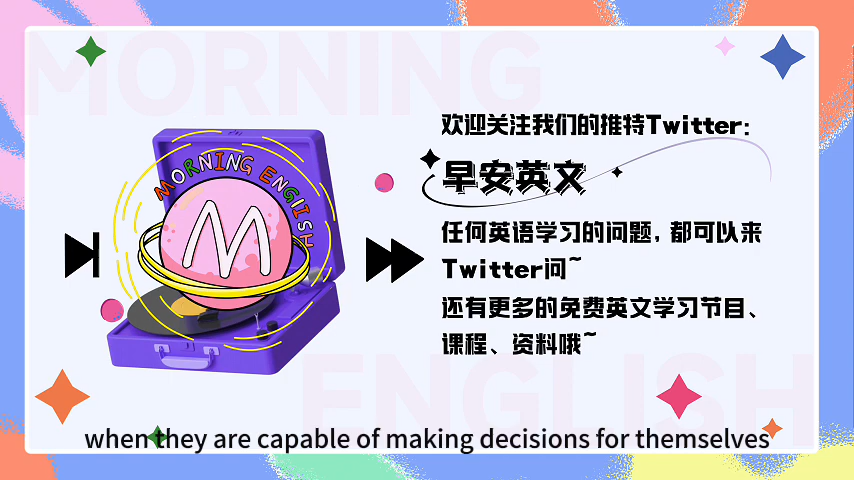 MORNING
欢迎关注我们的推特Twitter:
MORNING ENGLISH
早安英文
M
任何英语学习的问题,都可以来
Twitter问~
还有更多的免费英文学习节目、
课程、资料哦~
ENGLISH
when they are capable of making decisions for themselves